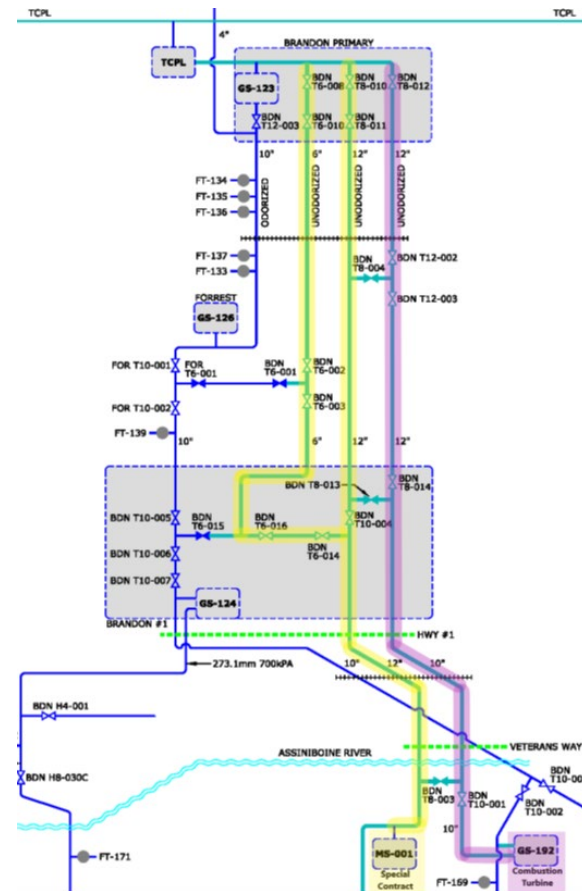 TCPL
TCPL
4"
BRANDON PRIMARY
TCPL
GS-123
BDN
T6-008
BDN
T8-010
BDN
T8-012
BDN
T12-003
BDN
T6-010
BDN
T8-011
10"
6"
12"
12"
ODORIZED
UNODORIZED
UNODORIZED
UNODORIZED
FT-134
FT-135
FT-136
FT-137
FT-133
BDN
T8-004
BDN T12-002
BDN T12-003
FORREST
GS-126
FOR T10-001
FOR
T6-001
BDN
T6-001
BDN
T6-002
FOR T10-002
BDN
T6-003
FT-139
10"
6"
12"
12"
BDN T8-013
BDN
T8-014
BDN T10-005
BDN
T6-015
BDN
T6-016
BDN
T10-004
BDN
T6-014
BDN T10-006
BDN T10-007
GS-124
BRANDON #1
HWY #1
273.1mm 700kPA
10"
12"
10"
BDN H4-001
VETERANS WAY
ASSINIBOINE RIVER
BDN H8-030C
BDN
T8-003
BDN
T10-001
BDN
T10-002
BDN
10"
FT-171
MS-001
Special
Contract
GS-192
Combustion
Turbine
FT-169